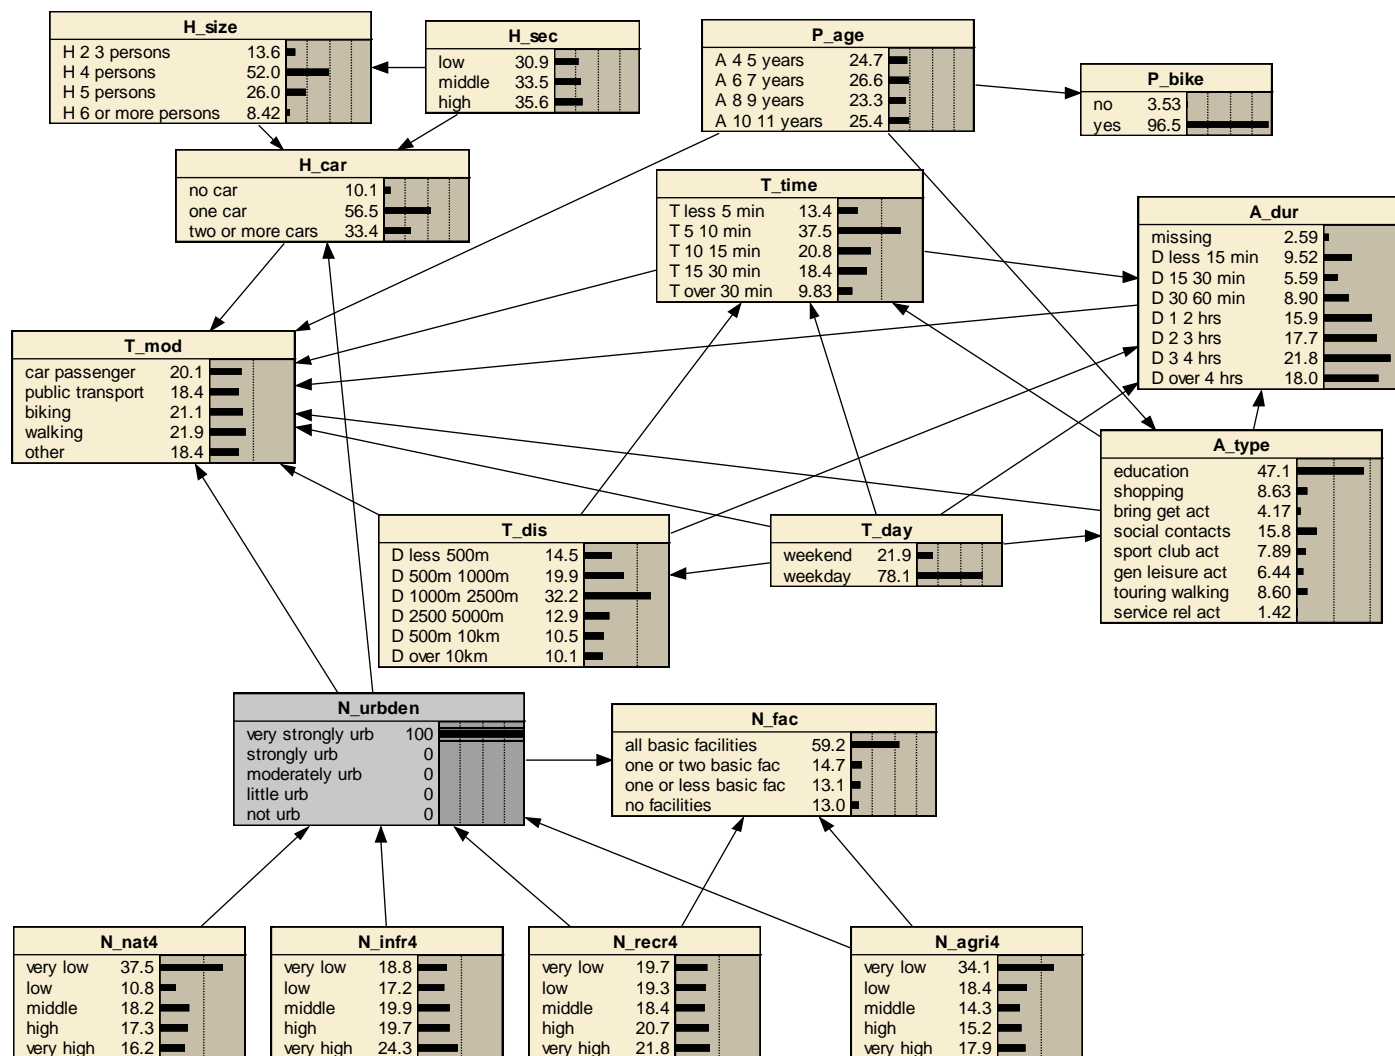 H_size
H 2 3 persons 13.6
H 4 persons 52.0
H 5 persons 26.0
H 6 or more persons 8.42
H_sec
low 30.9
middle 33.5
high 35.6
P_age
A 4 5 years 24.7
A 6 7 years 26.6
A 8 9 years 23.3
A 10 11 years 25.4
P_bike
no 3.53
yes 96.5
H_car
no car 10.1
one car 56.5
two or more cars 33.4
T_time
T less 5 min 13.4
T 5 10 min 37.5
T 10 15 min 20.8
T 15 30 min 18.4
T over 30 min 9.83
A_dur
missing 2.59
D less 15 min 9.52
D 15 30 min 5.59
D 30 60 min 8.90
D 1 2 hrs 15.9
D 2 3 hrs 17.7
D 3 4 hrs 21.8
D over 4 hrs 18.0
T_mod
car passenger 20.1
public transport 18.4
biking 21.1
walking 21.9
other 18.4
A_type
education 47.1
shopping 8.63
bring get act 4.17
social contacts 15.8
sport club act 7.89
gen leisure act 6.44
touring walking 8.60
service rel act 1.42
T_dis
D less 500m 14.5
D 500m 1000m 19.9
D 1000m 2500m 32.2
D 2500 5000m 12.9
D 500m 10km 10.5
D over 10km 10.1
T_day
weekend 21.9
weekday 78.1
N_urbden
very strongly urb 100
strongly urb 0
moderately urb 0
little urb 0
not urb 0
N_fac
all basic facilities 59.2
one or two basic fac 14.7
one or less basic fac 13.1
no facilities 13.0
N_nat4
very low 37.5
low 10.8
middle 18.2
high 17.3
very high 16.2
N_infr4
very low 18.8
low 17.2
middle 19.9
high 19.7
very high 24.3
N_recr4
very low 19.7
low 19.3
middle 18.4
high 20.7
very high 21.8
N_agri4
very low 34.1
low 18.4
middle 14.3
high 15.2
very high 17.9